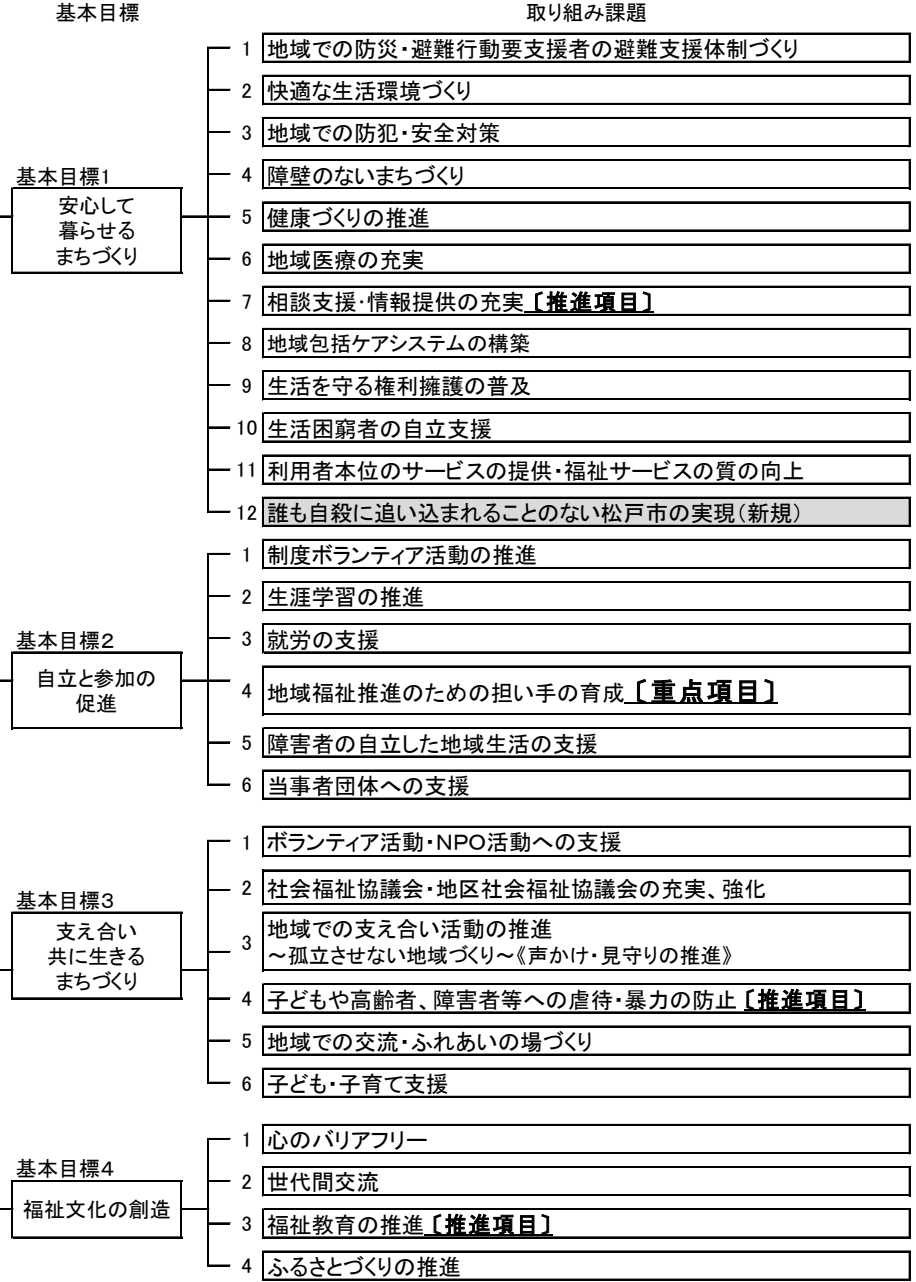 基本目標
取り組み課題
1 地域での防災・避難行動要支援者の避難支援体制づくり
2 快適な生活環境づくり
3 地域での防犯・安全対策
基本目標1
安心して
暮らせる
まちづくり
4 障壁のないまちづくり
5 健康づくりの推進
6 地域医療の充実
7 相談支援・情報提供の充実〔推進項目〕
8 地域包括ケアシステムの構築
9 生活を守る権利擁護の普及
10 生活困窮者の自立支援
11 利用者本位のサービスの提供・福祉サービスの質の向上
12 誰も自殺に追い込まれることのない松戸市の実現（新規）
基本目標２
自立と参加の
促進
1 制度ボランティア活動の推進
2 生涯学習の推進
3 就労の支援
4 地域福祉推進のための担い手の育成〔重点項目〕
5 障害者の自立した地域生活の支援
6 当事者団体への支援
基本目標３
支え合い
共に生きる
まちづくり
1 ボランティア活動・ＮＰＯ活動への支援
2 社会福祉協議会・地区社会福祉協議会の充実、強化
3 地域での支え合い活動の推進
～孤立させない地域づくり～《声かけ・見守りの推進》
4 子どもや高齢者、障害者等への虐待・暴力の防止〔推進項目〕
5 地域での交流・ふれあいの場づくり
6 子ども・子育て支援
基本目標４
福祉文化の創造
1 心のバリアフリー
2 世代間交流
3 福祉教育の推進〔推進項目〕
4 ふるさとづくりの推進